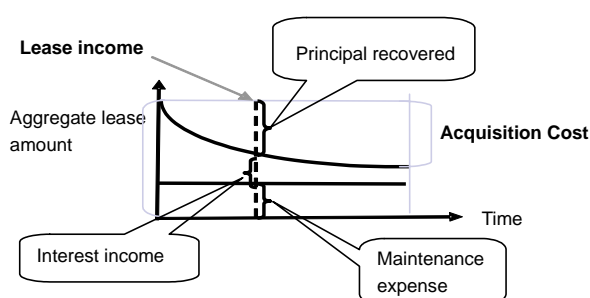 Lease income
Principal recovered
Aggregate lease
amount
Acquisition Cost
Time
Interest income
Maintenance
expense